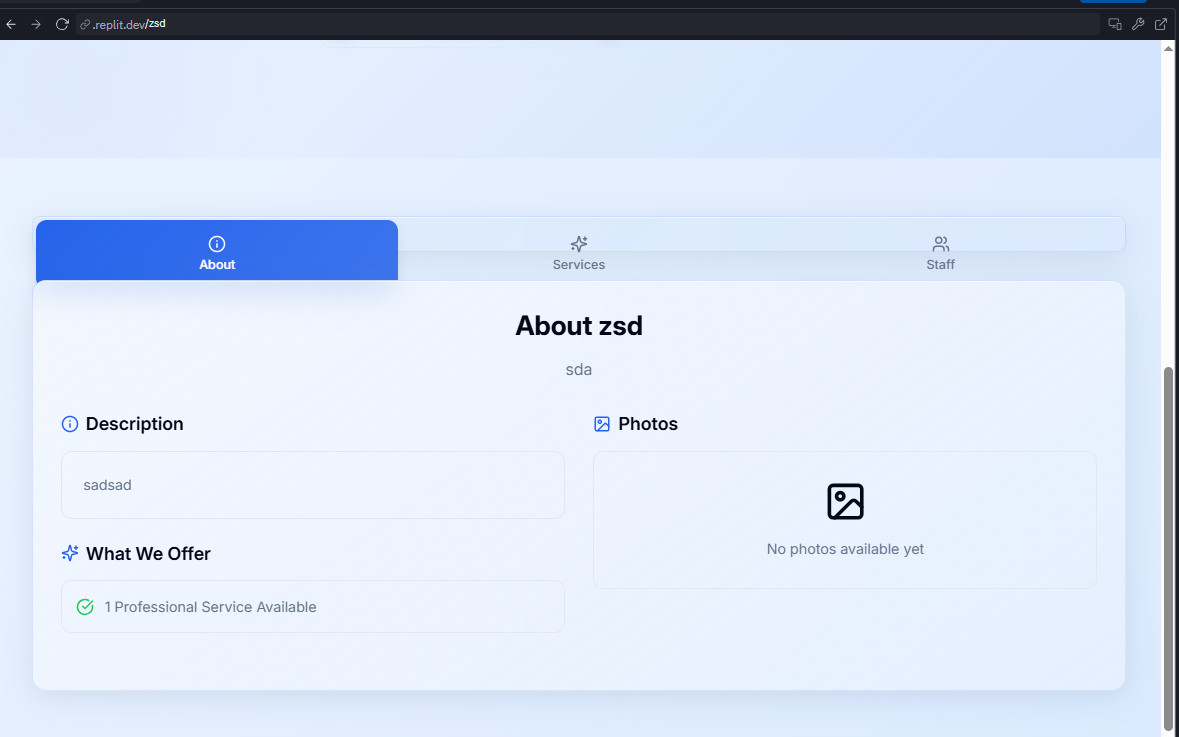 .replit.dev/zsd
About
Services
Staff
About zsd
sda
Description
sadsad
What We Offer
1 Professional Service Available
Photos
No photos available yet